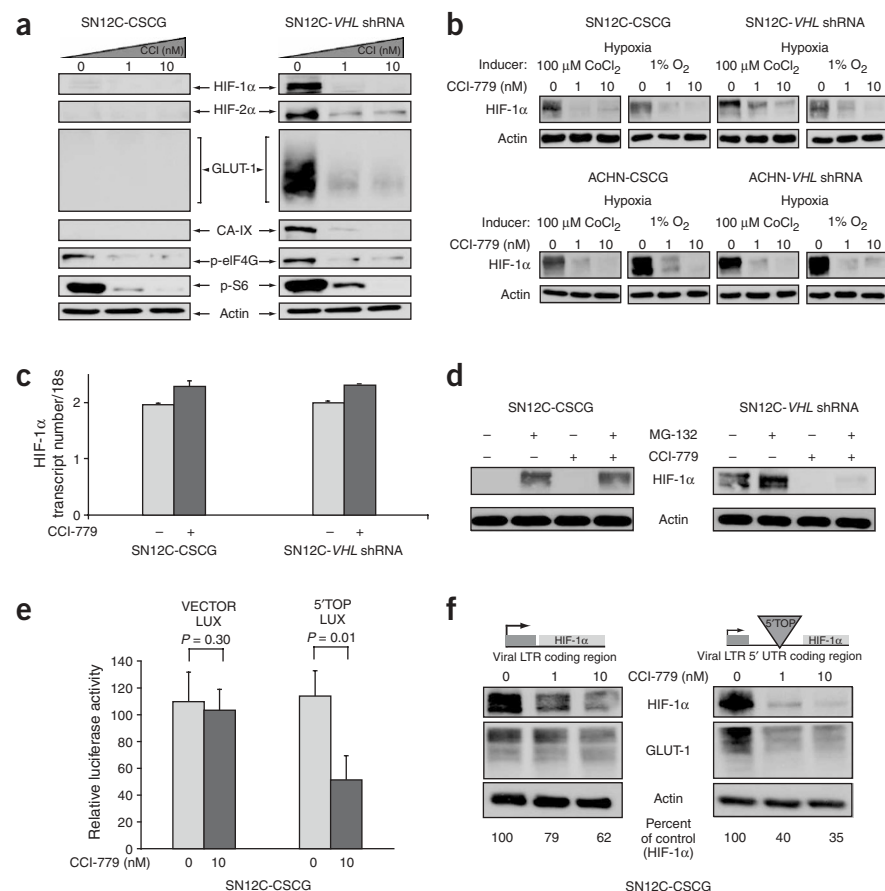 a
SN12C-CSCG SN12C-VHL shRNA
CCI (nM) CCI (nM)
0 1 10 0 1 10
HIF-1α
HIF-2α
GLUT-1
CA-IX
p-eIF4G
p-S6
Actin
b
SN12C-CSCG SN12C-VHL shRNA
Hypoxia Hypoxia
Inducer: 100 μM CoCl2 1% O2 100 μM CoCl2 1% O2
CCI-779 (nM) 0 1 10 0 1 10 0 1 10 0 1 10
HIF-1α
Actin
ACHN-CSCG ACHN-VHL shRNA
Hypoxia Hypoxia
Inducer: 100 μM CoCl2 1% O2 100 μM CoCl2 1% O2
CCI-779 (nM) 0 1 10 0 1 10 0 1 10 0 1 10
HIF-1α
Actin
c
HIF-1α
transcript number/18s
2
1
0
CCI-779 – + – +
SN12C-CSCG SN12C-VHL shRNA
d
SN12C-CSCG SN12C-VHL shRNA
– + – + MG-132 – + – +
– – + + CCI-779 – – + +
HIF-1α
Actin
e
VECTOR 5′TOP
LUX LUX
P = 0.30 P = 0.01
Relative luciferase activity
140
120
100
80
60
40
20
0
CCI-779 (nM) 0 10 0 10
SN12C-CSCG
f
5′TOP
HIF-1α HIF-1α
Viral LTR coding region Viral LTR 5′ UTR coding region
0 1 10 CCI-779 (nM) 0 1 10
HIF-1α
GLUT-1
Actin
100 79 62 Percent of control (HIF-1α) 100 40 35
SN12C-CSCG